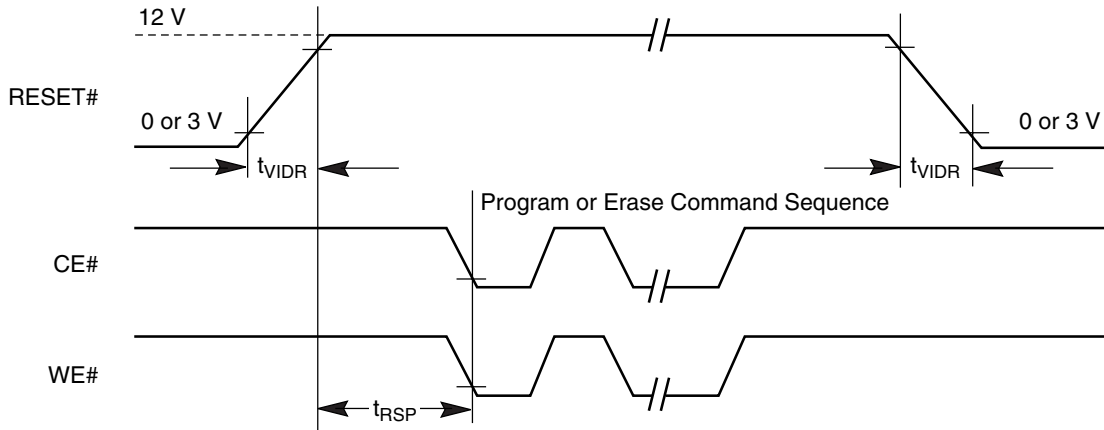 12 V
RESET#
0 or 3 V
0 or 3 V
tVIDR
tVIDR
Program or Erase Command Sequence
CE#
WE#
tRSP